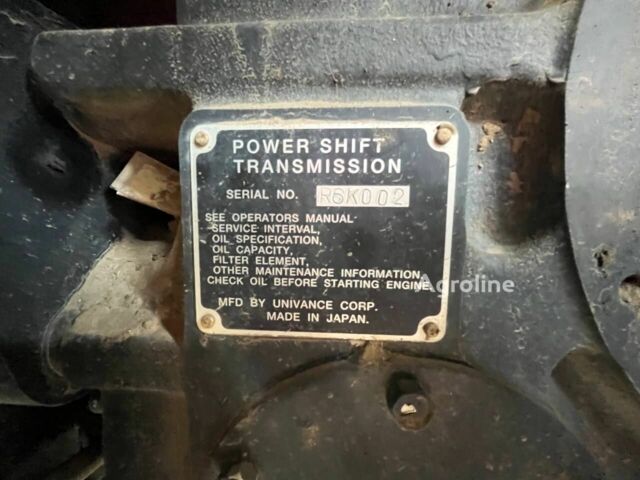 POWER SHIFT
TRANSMISSION
SERIAL NO. R6K002
SEE OPERATORS MANUAL
SERVICE INTERVAL,
OIL SPECIFICATION,
OIL CAPACITY,
FILTER ELEMENT,
OTHER MAINTENANCE INFORMATION,
CHECK OIL BEFORE STARTING ENGINE.
Agroline
MFD BY UNIVANCE CORP.
MADE IN JAPAN.